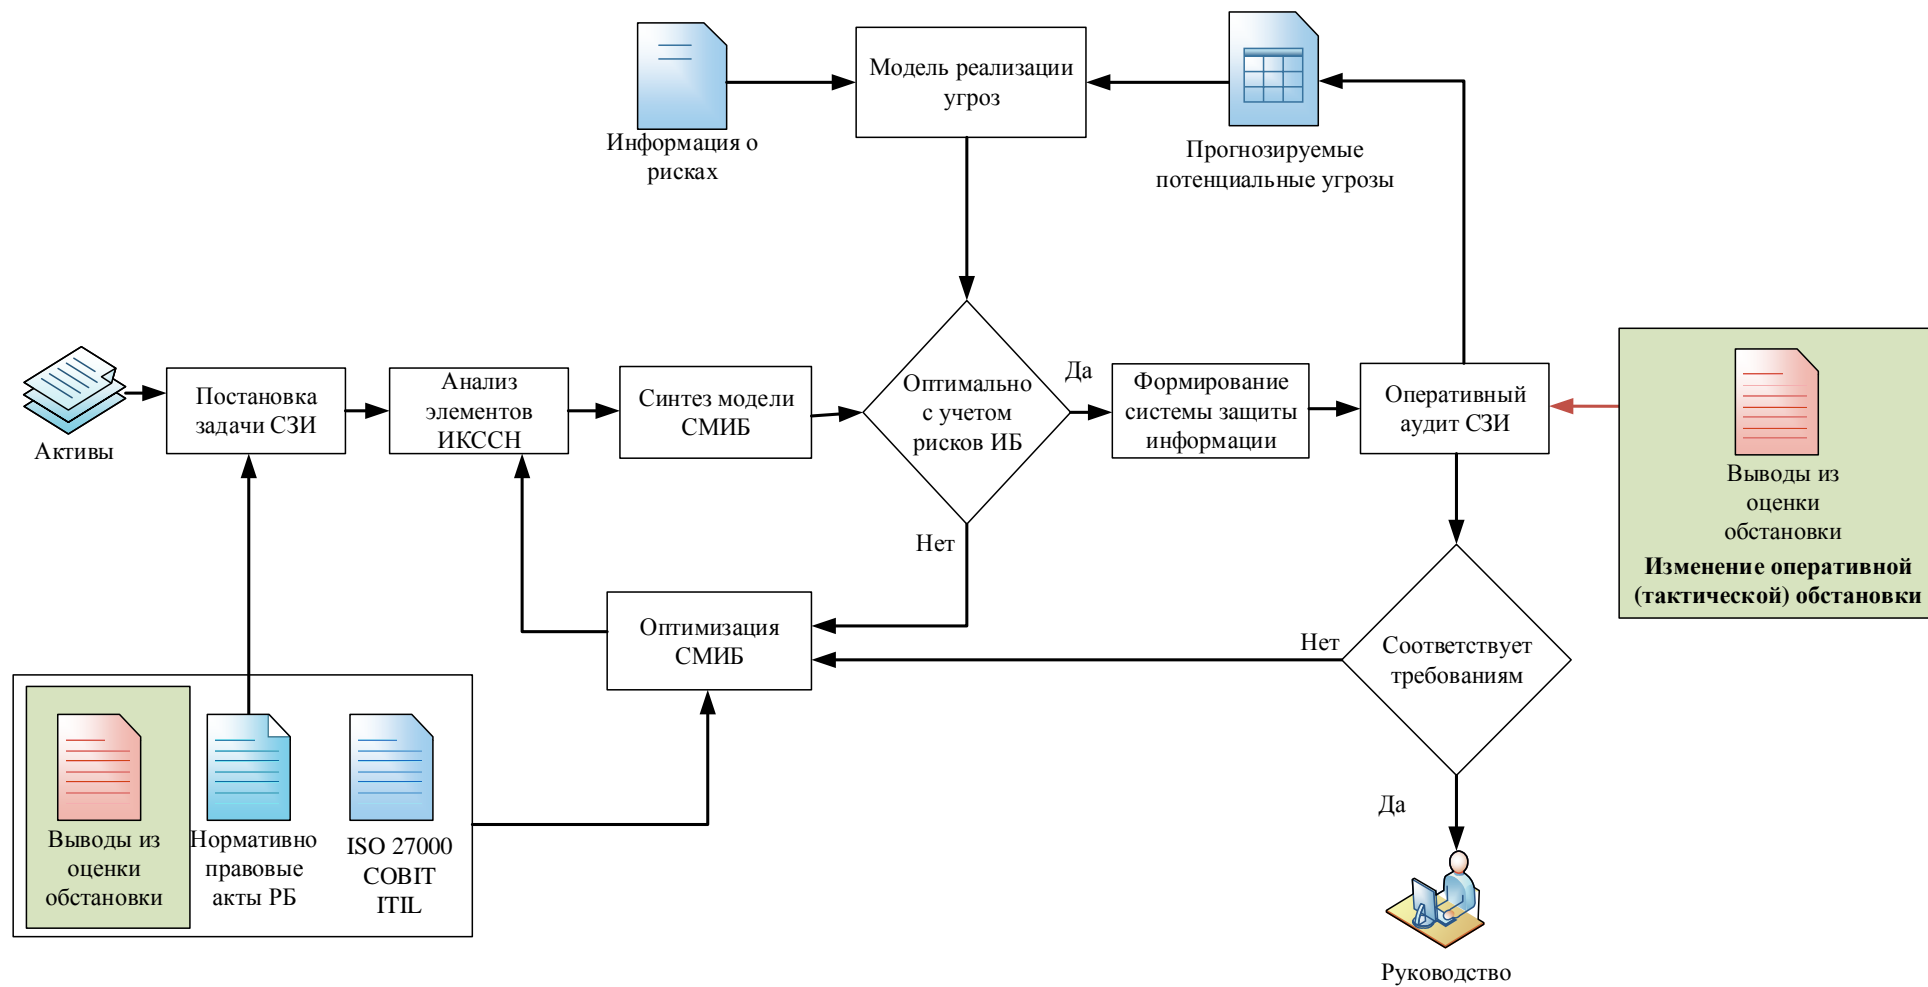 Модель реализации
угроз
Информация о
рисках
Прогнозируемые
потенциальные угрозы
Активы
Постановка
задачи СЗИ
Анализ
элементов
ИКССН
Синтез модели
СМИБ
Оптимально
с учетом
рисков ИБ
Да
Формирование
системы защиты
информации
Оперативный
аудит СЗИ
Выводы из
оценки
обстановки
Изменение оперативной
(тактической) обстановки
Нет
Оптимизация
СМИБ
Нет
Соответствует
требованиям
Да
Выводы из
оценки
обстановки
Нормативно
правовые
акты РБ
ISO 27000
COBIT
ITIL
Руководство